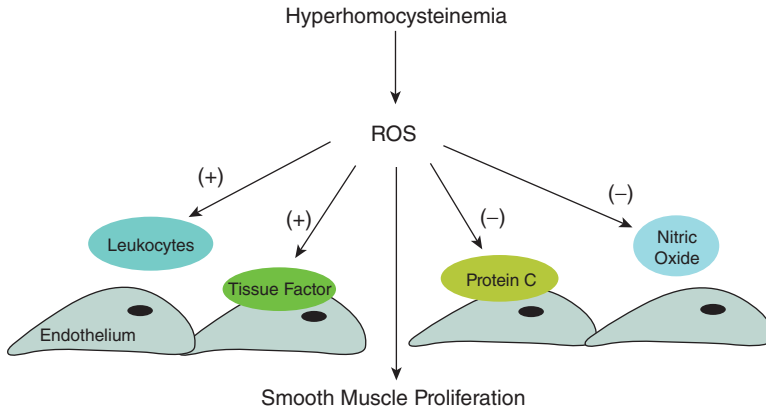 Hyperhomocysteinemia
ROS
(+)
(+)
(−)
(−)
Leukocytes
Tissue Factor
Protein C
Nitric
Oxide
Endothelium
Smooth Muscle Proliferation